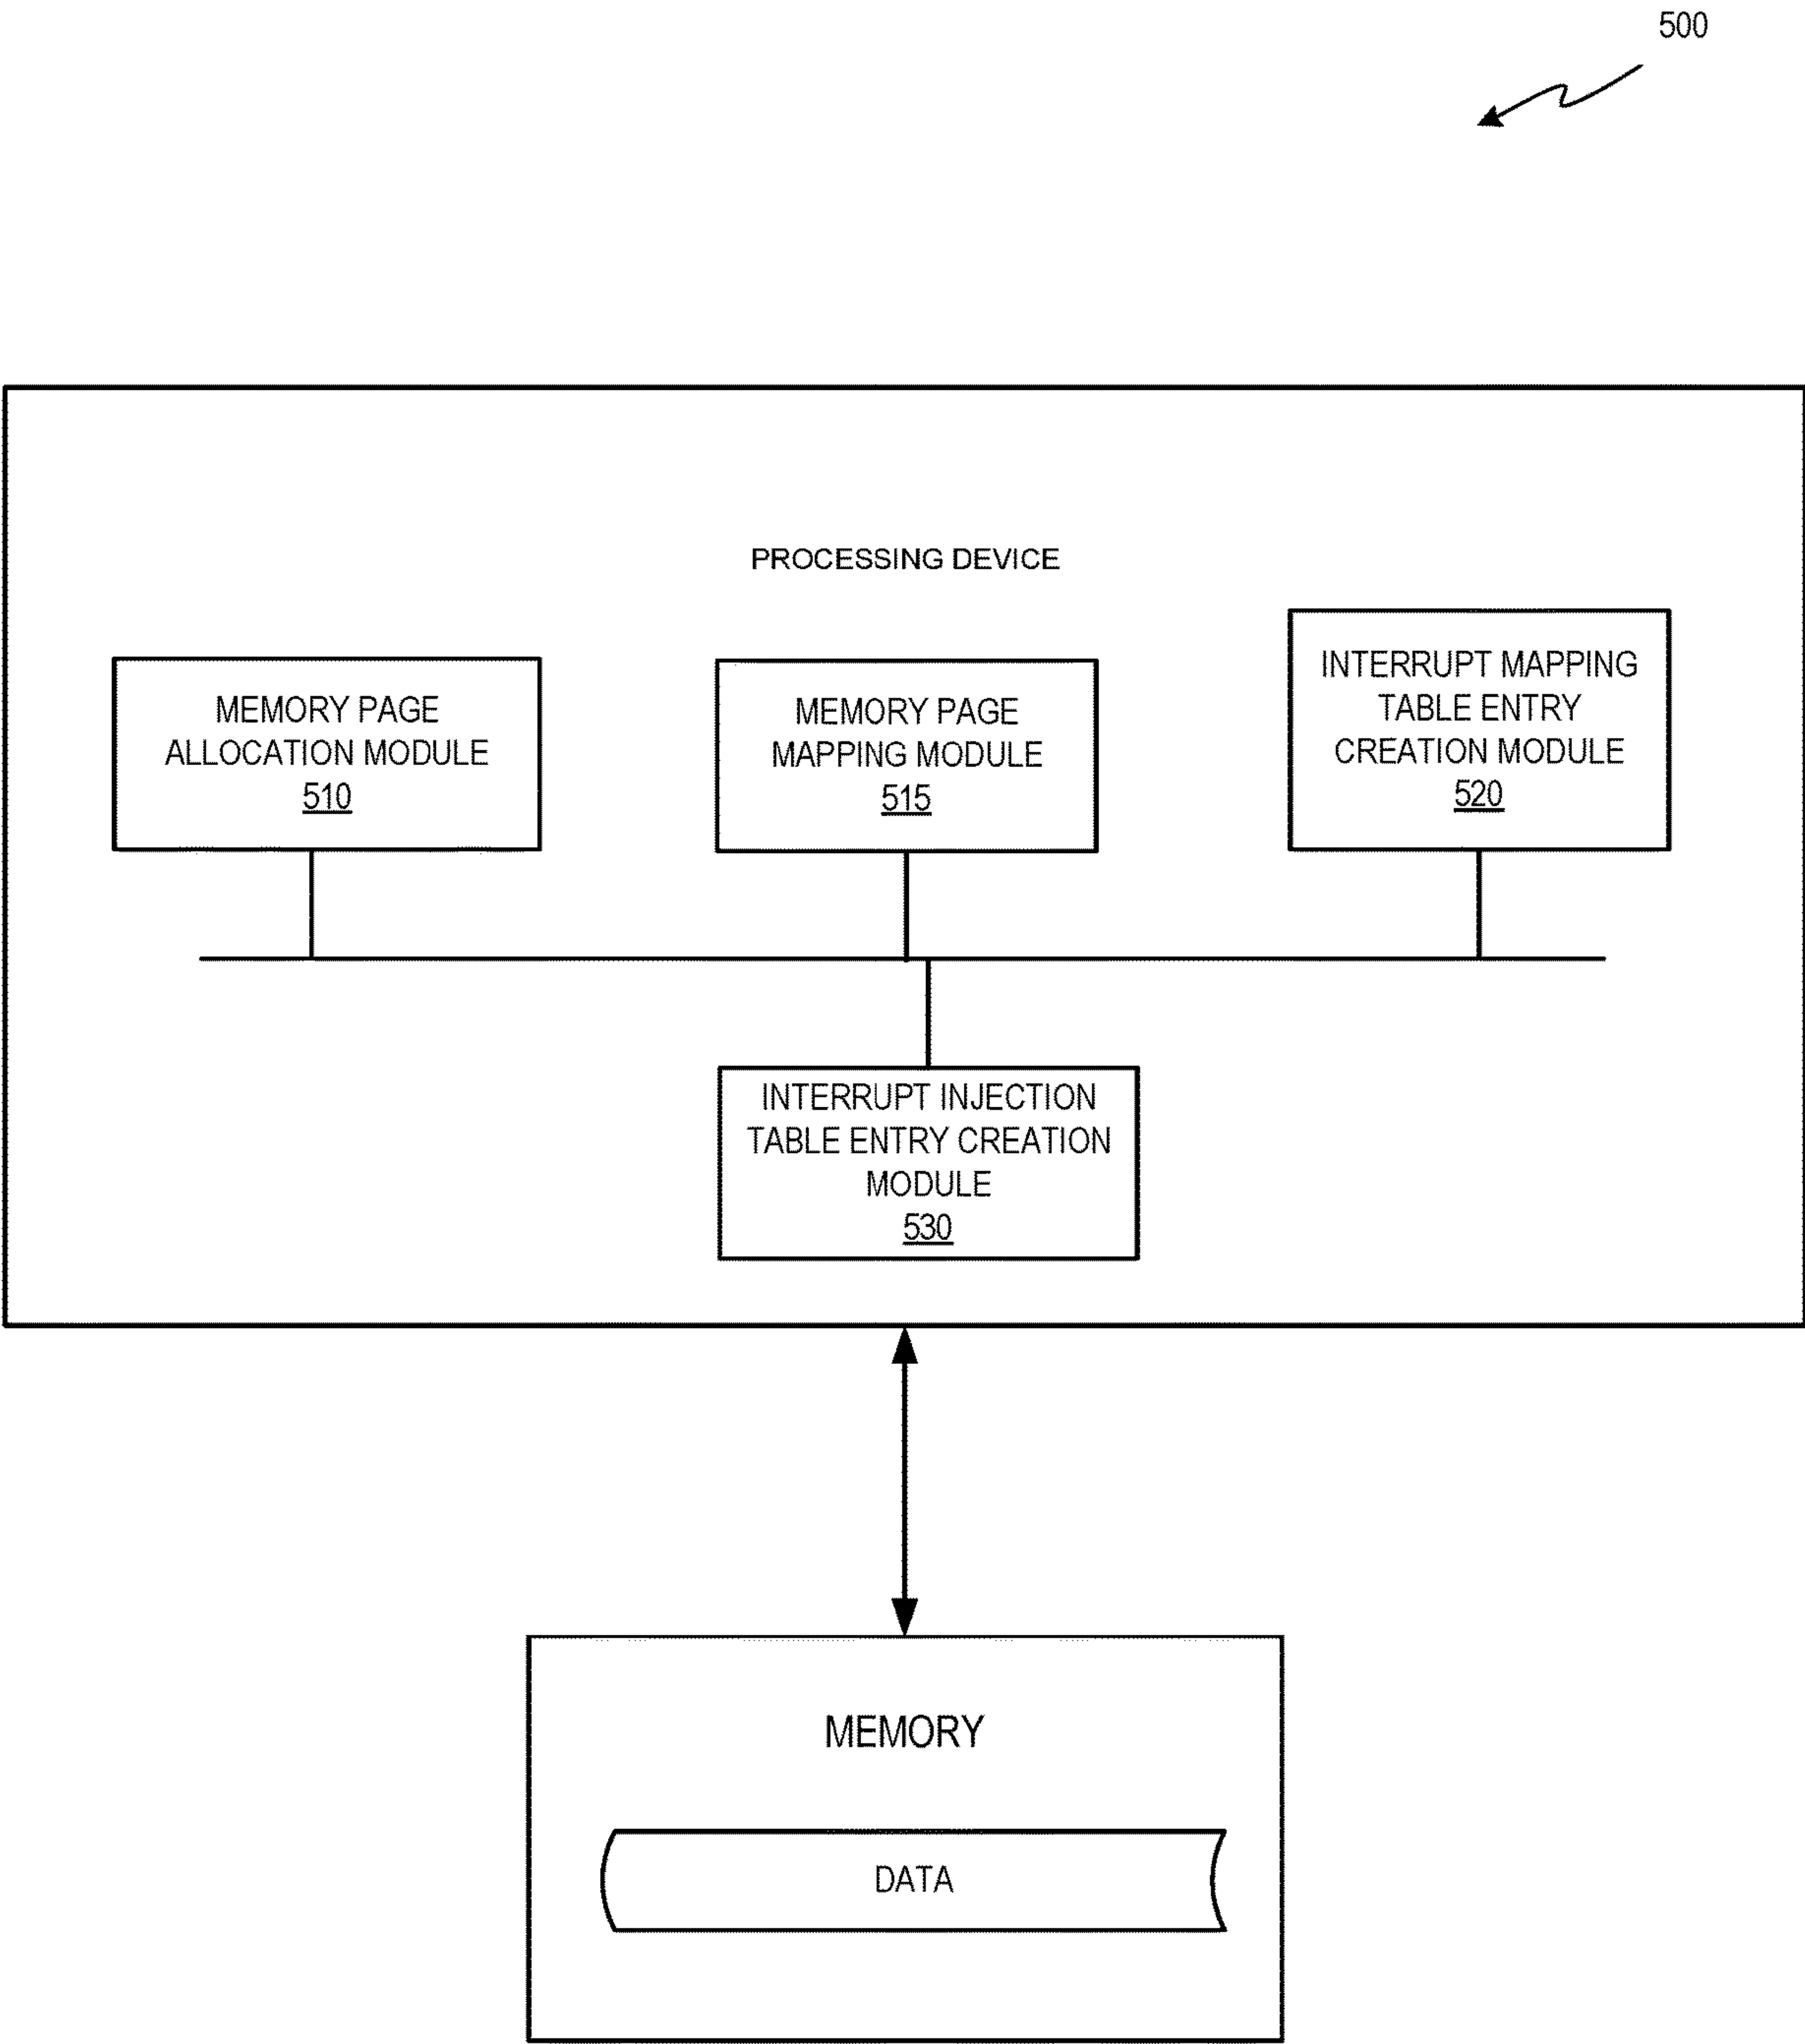 500
PROCESSING DEVICE
MEMORY PAGE
ALLOCATION MODULE
510
MEMORY PAGE
MAPPING MODULE
515
INTERRUPT MAPPING
TABLE ENTRY
CREATION MODULE
520
INTERRUPT INJECTION
TABLE ENTRY CREATION
MODULE
530
MEMORY
DATA